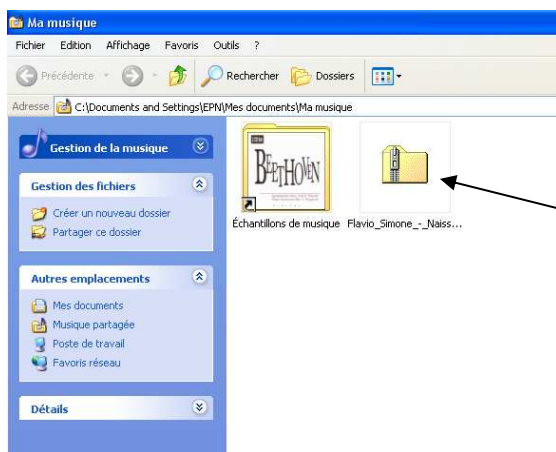 Ma musique
Fichier Edition Affichage Favoris Outils ?
Précédente Rechercher Dossiers
Adresse C:\Documents and Settings\EPN\Mes documents\Ma musique
Gestion de la musique
Gestion des fichiers
Créer un nouveau dossier
Partager ce dossier
Autres emplacements
Mes documents
Musique partagée
Poste de travail
Favoris réseau
Détails
BEETHOVEN
Échantillons de musique
Flavio_Simone_-_Naiss...